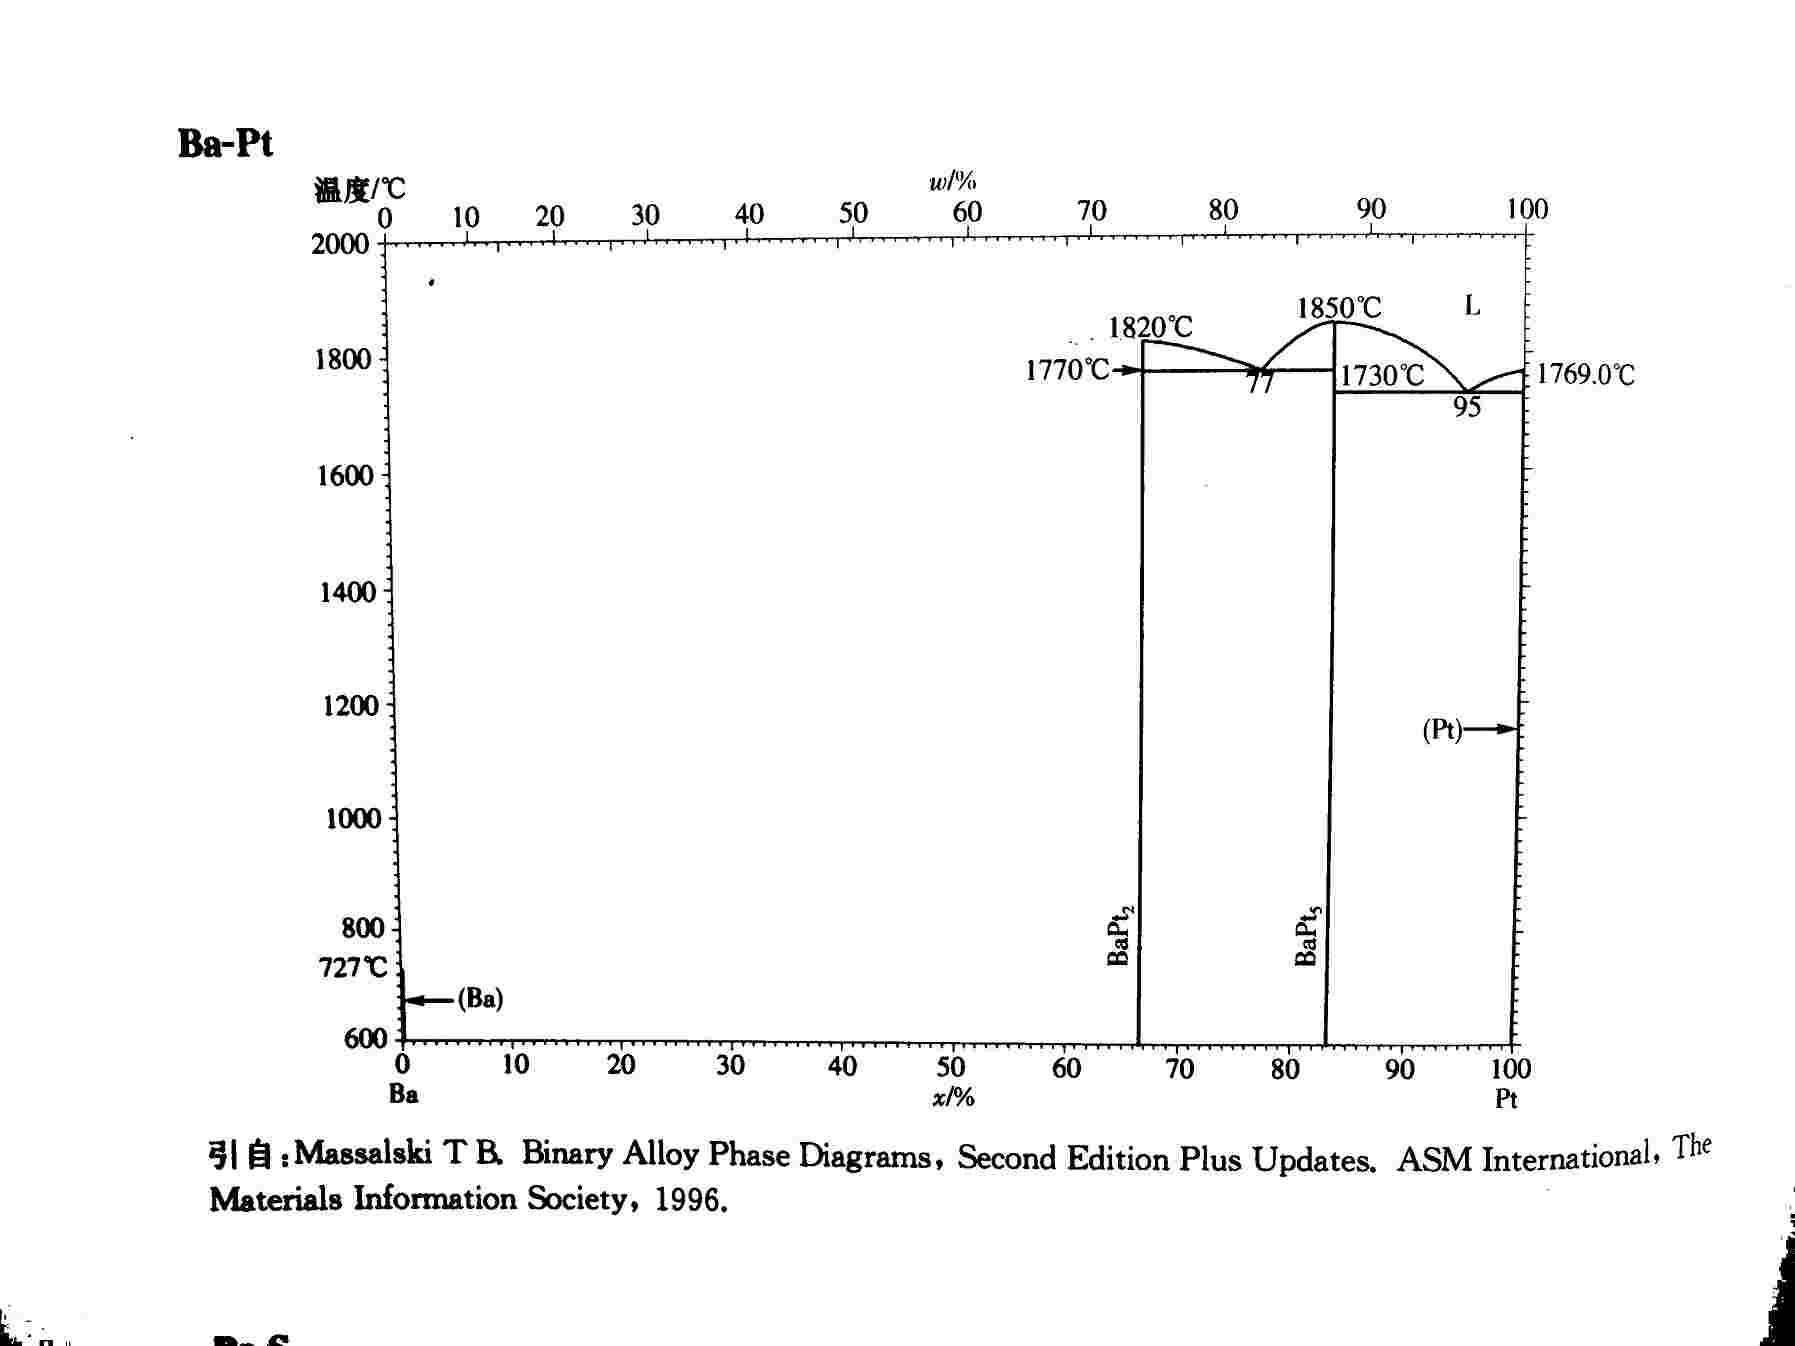 Ba-Pt
温度/℃
w/%
0 10 20 30 40 50 60 70 80 90 100
2000
1850℃
L
1820℃
1800
1770℃
1730℃
1769.0℃
95
77
1600
1400
1200
(Pt)
1000
800
BaPt₂
BaPt₅
727℃
(Ba)
600
0 10 20 30 40 50 60 70 80 90 100
Ba
x/%
Pt
引自:Massalski T B. Binary Alloy Phase Diagrams, Second Edition Plus Updates. ASM International, The
Materials Information Society, 1996.